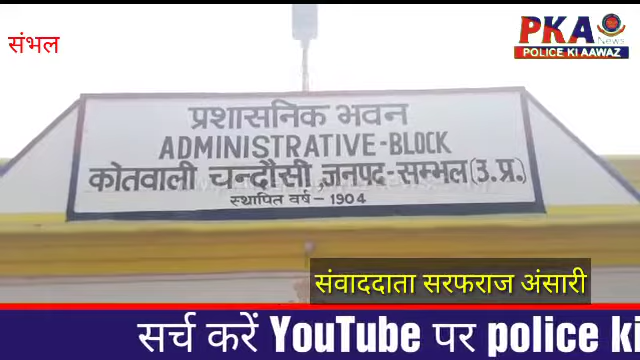 संभल
PKA
News
POLICE KI AAWAZ
प्रशासनिक भवन
ADMINISTRATIVE-BLOCK
कोतवाली चन्दौसी जनपद-सम्भल(उ.प्र.)
स्थापित वर्ष-1904
संवाददाता सरफराज अंसारी
सर्च करें YouTube पर police ki